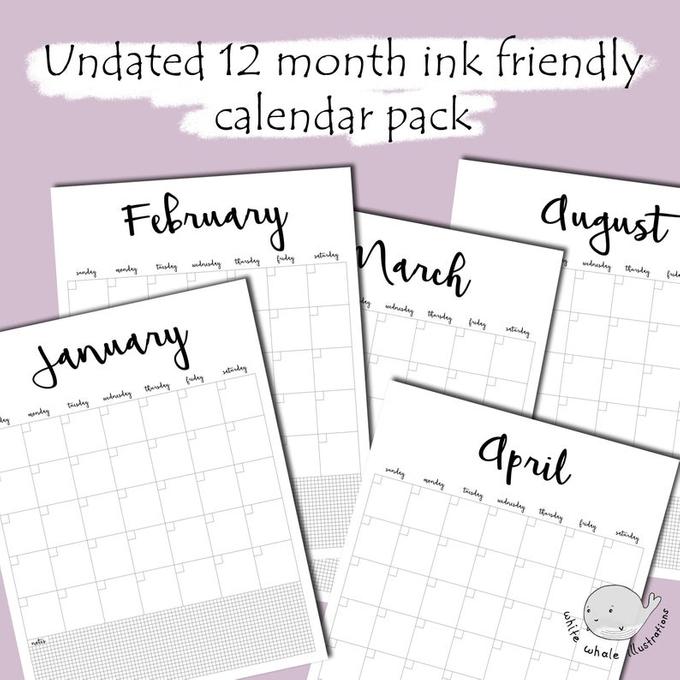 Undated 12 month ink friendly
calendar pack
February
sunday monday tuesday wednesday thursday friday saturday
March
wednesday thursday friday saturday
August
wednesday thursday
January
monday tuesday wednesday thursday friday saturday
notes
April
sunday monday tuesday wednesday thursday friday saturday
white whale illustrations